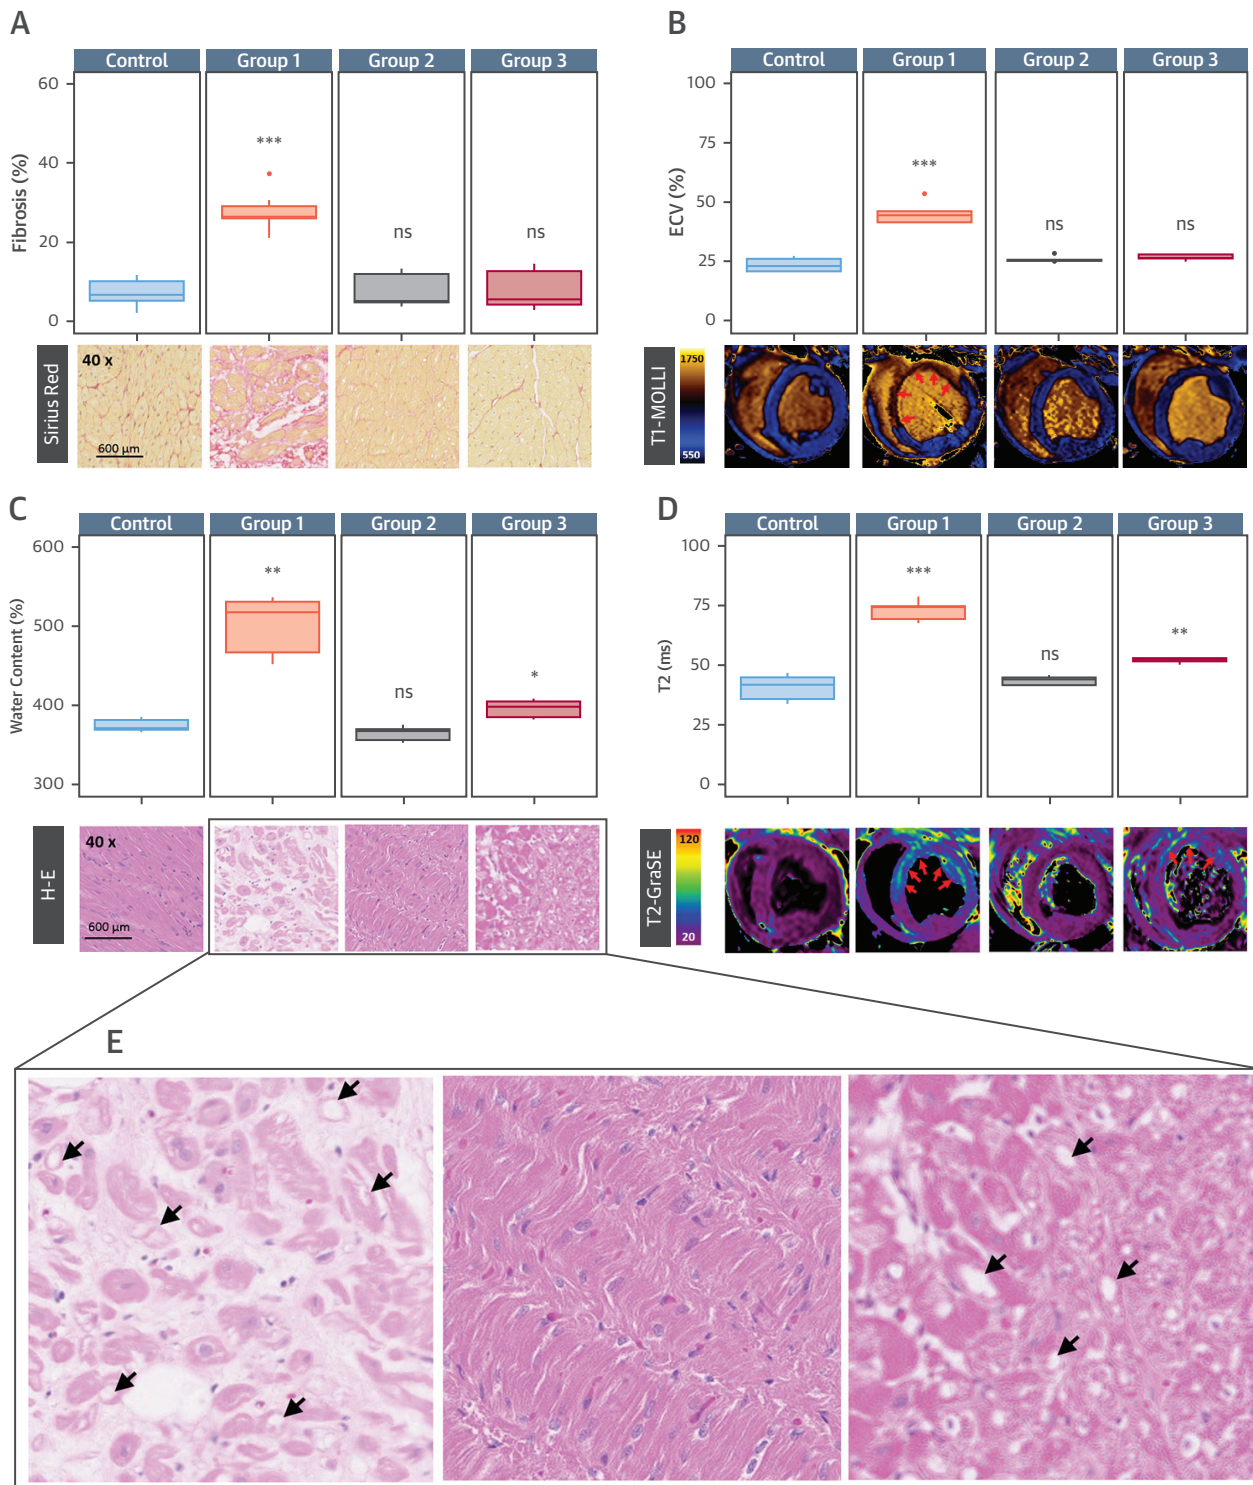 A
Control
Group 1
Group 2
Group 3
Fibrosis (%)
60
40
20
0
***
ns
ns
Sirius Red
40 x
600 µm
B
Control
Group 1
Group 2
Group 3
ECV (%)
100
75
50
25
0
***
ns
ns
T1-MOLLI
1750
550
C
Control
Group 1
Group 2
Group 3
Water Content (%)
600
500
400
300
**
ns
*
H-E
40 x
600 µm
D
Control
Group 1
Group 2
Group 3
T2 (ms)
100
75
50
25
0
***
ns
**
T2-GraSE
120
20
E